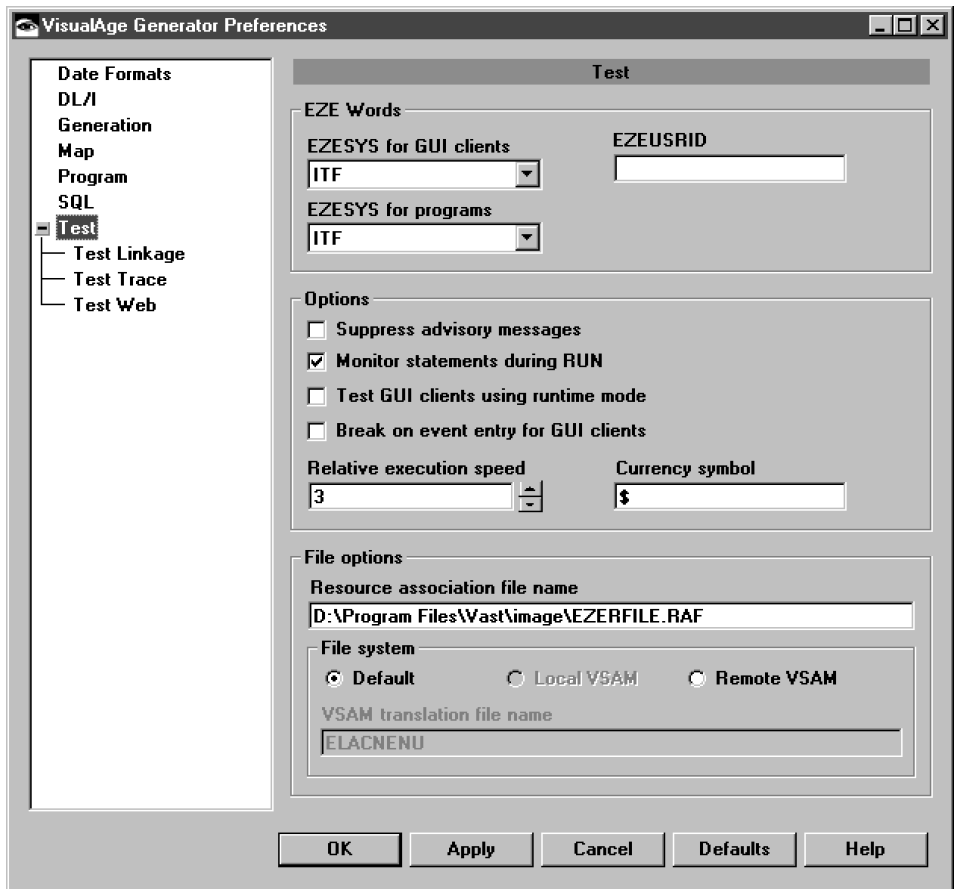 VisualAge Generator Preferences
Date Formats
DL/I
Generation
Map
Program
SQL
Test
Test Linkage
Test Trace
Test Web
Test
EZE Words
EZESYS for GUI clients
EZEUSRID
ITF
EZESYS for programs
ITF
Options
Suppress advisory messages
Monitor statements during RUN
Test GUI clients using runtime mode
Break on event entry for GUI clients
Relative execution speed
Currency symbol
3
$
File options
Resource association file name
D:\Program Files\Vast\image\EZERFILE.RAF
File system
Default
Local VSAM
Remote VSAM
VSAM translation file name
ELACNENU
OK
Apply
Cancel
Defaults
Help